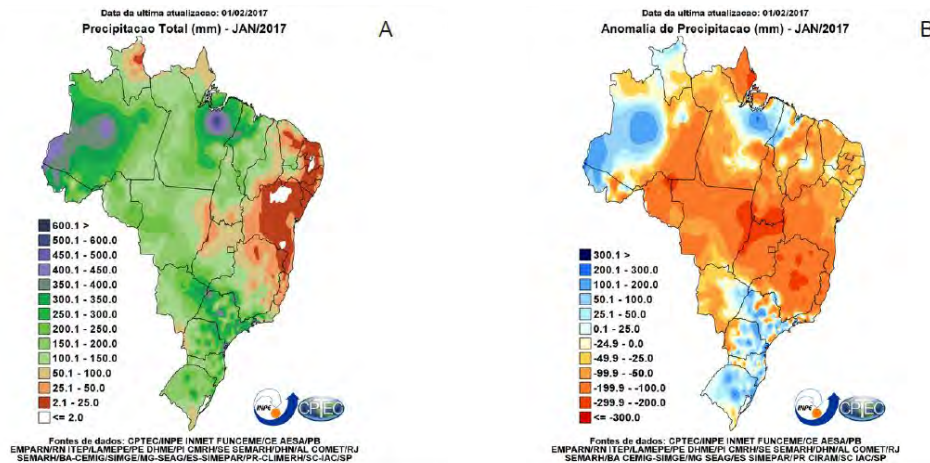 Data da ultima atualizacao: 01/02/2017
Precipitacao Total (mm) - JAN/2017
A
600.1 >
500.1 - 600.0
450.1 - 500.0
400.1 - 450.0
350.1 - 400.0
300.1 - 350.0
250.1 - 300.0
200.1 - 250.0
150.1 - 200.0
100.1 - 150.0
50.1 - 100.0
25.1 - 50.0
2.1 - 25.0
<= 2.0
INPE
CPTEC
Fontes de dados: CPTEC/INPE INMET FUNCEME/CE AESA/PB
EMPARN/RN ITEP/LAMEPE/PE DHME/PI CMRH/SE SEMARH/DHN/AL COMET/RJ
SEMARH/BA-CEMIG/SIMGE/MG-SEAG/ES-SIMEPAR/PR-CLIMERH/SC-IAC/SP
Data da ultima atualizacao: 01/02/2017
Anomalia de Precipitacao (mm) - JAN/2017
B
300.1 >
200.1 - 300.0
100.1 - 200.0
50.1 - 100.0
25.1 - 50.0
0.1 - 25.0
-24.9 - 0.0
-49.9 - -25.0
-99.9 - -50.0
-199.9 - -100.0
-299.9 - -200.0
<= -300.0
INPE
CPTEC
Fontes de dados: CPTEC/INPE INMET FUNCEME/CE AESA/PB
EMPARN/RN ITEP/LAMEPE/PE DHME/PI CMRH/SE SEMARH/DHN/AL COMET/RJ
SEMARH/BA CEMIG-SIMGE/MG SEAG/ES SIMEPAR/PR CIRAM/SC IAC/SP